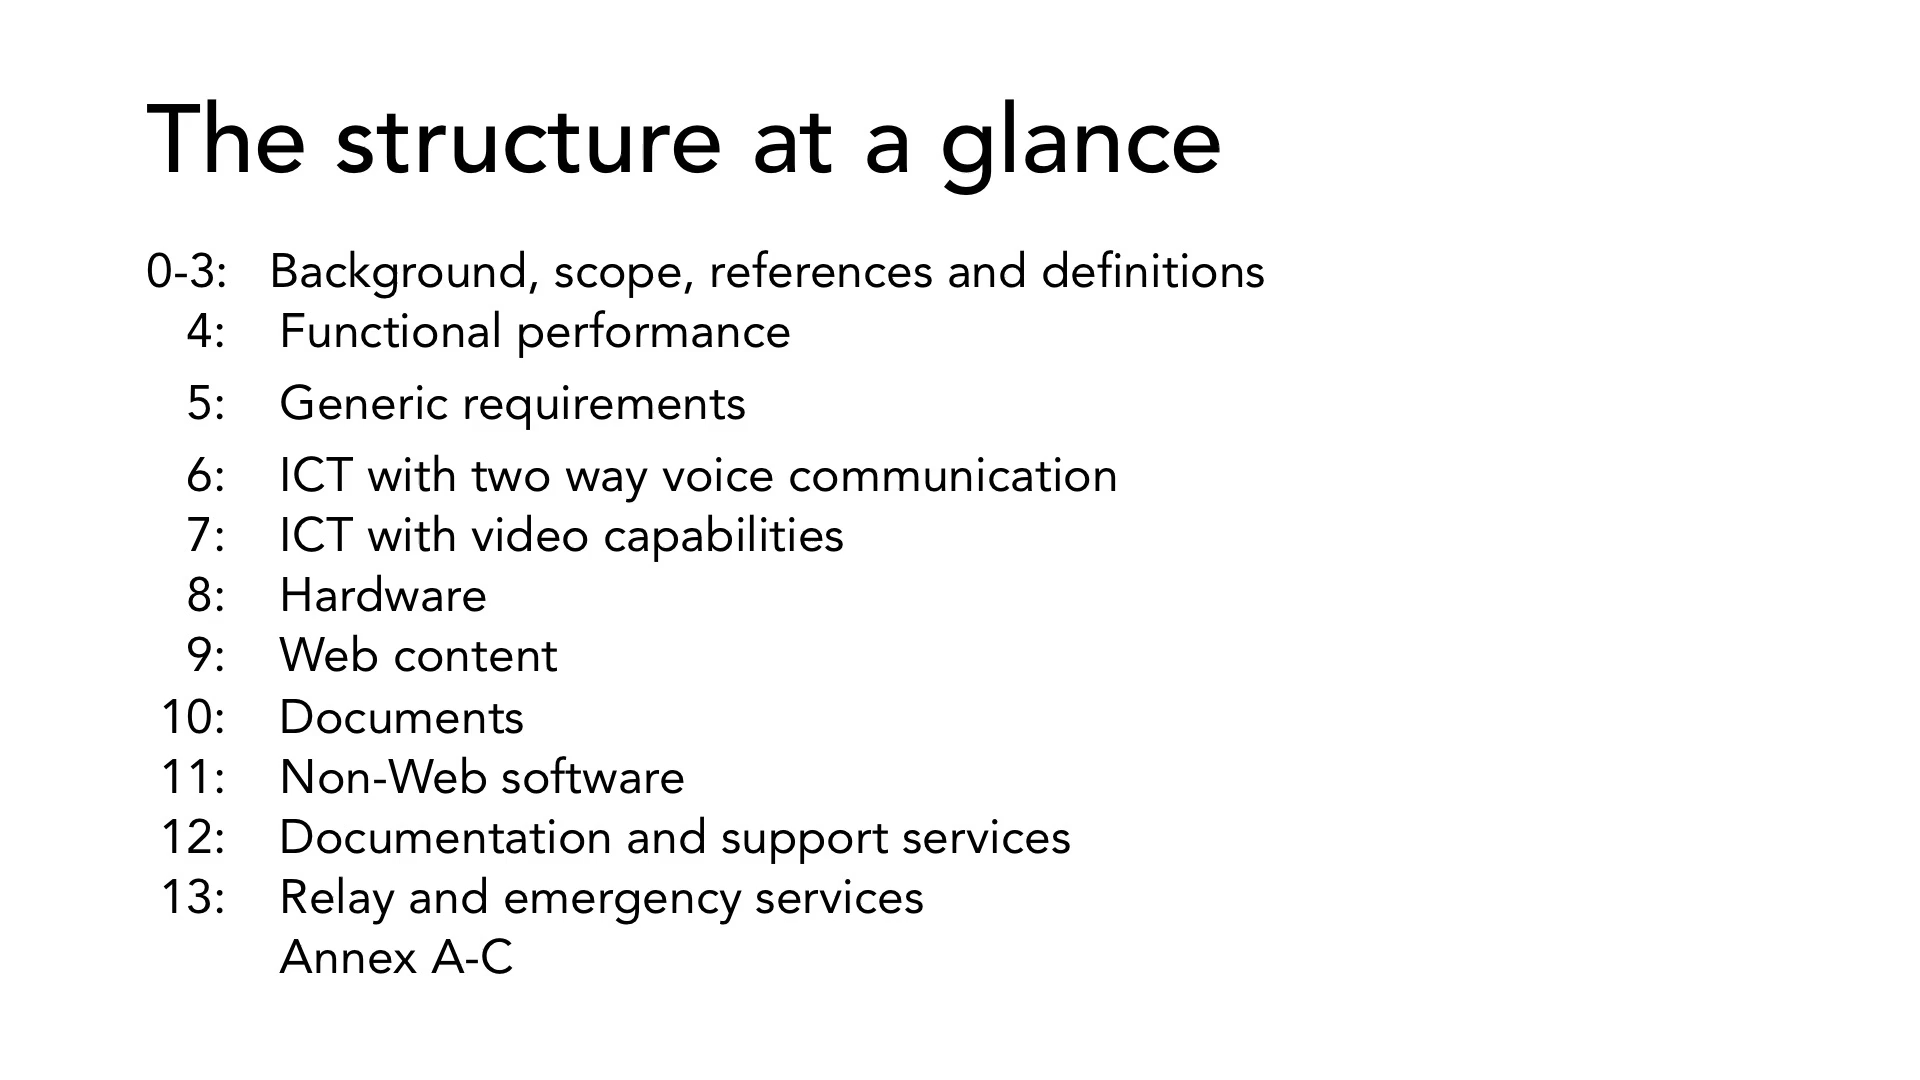 The structure at a glance
0-3: Background, scope, references and definitions
4: Functional performance
5: Generic requirements
6: ICT with two way voice communication
7: ICT with video capabilities
8: Hardware
9: Web content
10: Documents
11: Non-Web software
12: Documentation and support services
13: Relay and emergency services
Annex A-C